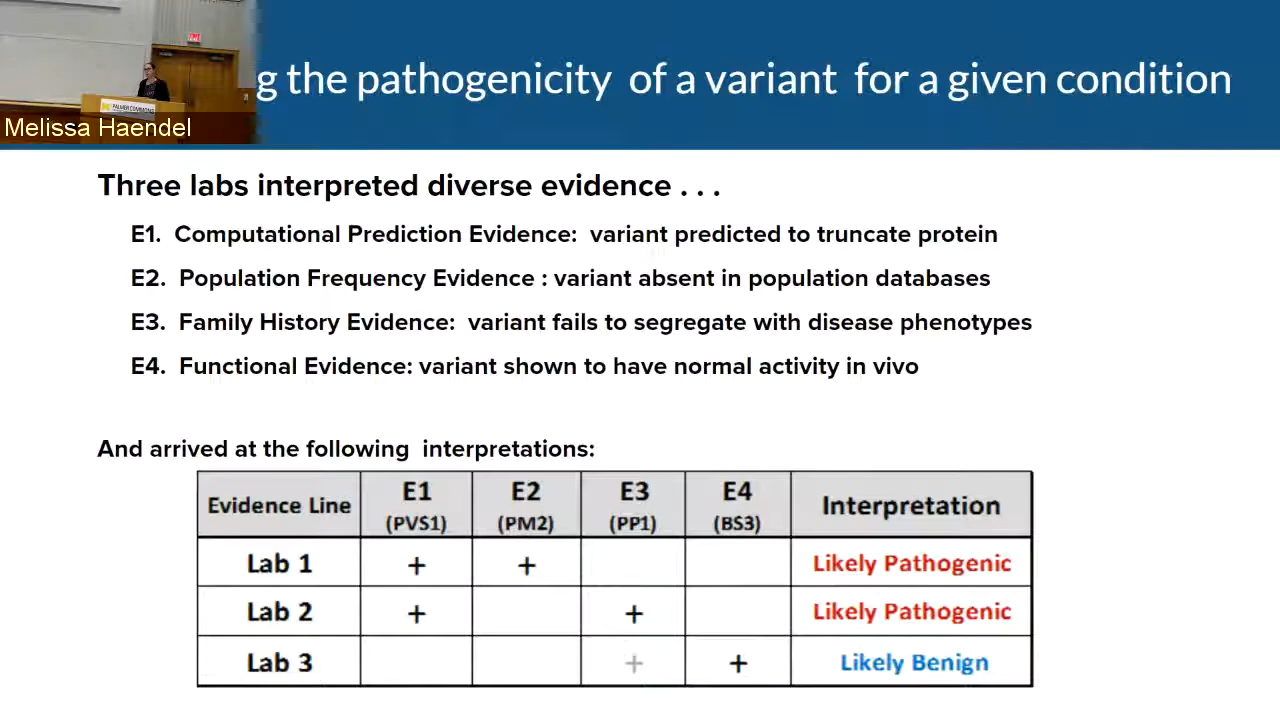 g the pathogenicity of a variant for a given condition
PALMER COMMONS
Melissa Haendel
Three labs interpreted diverse evidence . . .
E1. Computational Prediction Evidence: variant predicted to truncate protein
E2. Population Frequency Evidence : variant absent in population databases
E3. Family History Evidence: variant fails to segregate with disease phenotypes
E4. Functional Evidence: variant shown to have normal activity in vivo
And arrived at the following interpretations:
Evidence Line E1 (PVS1) E2 (PM2) E3 (PP1) E4 (BS3) Interpretation
Lab 1 + + Likely Pathogenic
Lab 2 + + Likely Pathogenic
Lab 3 + + Likely Benign